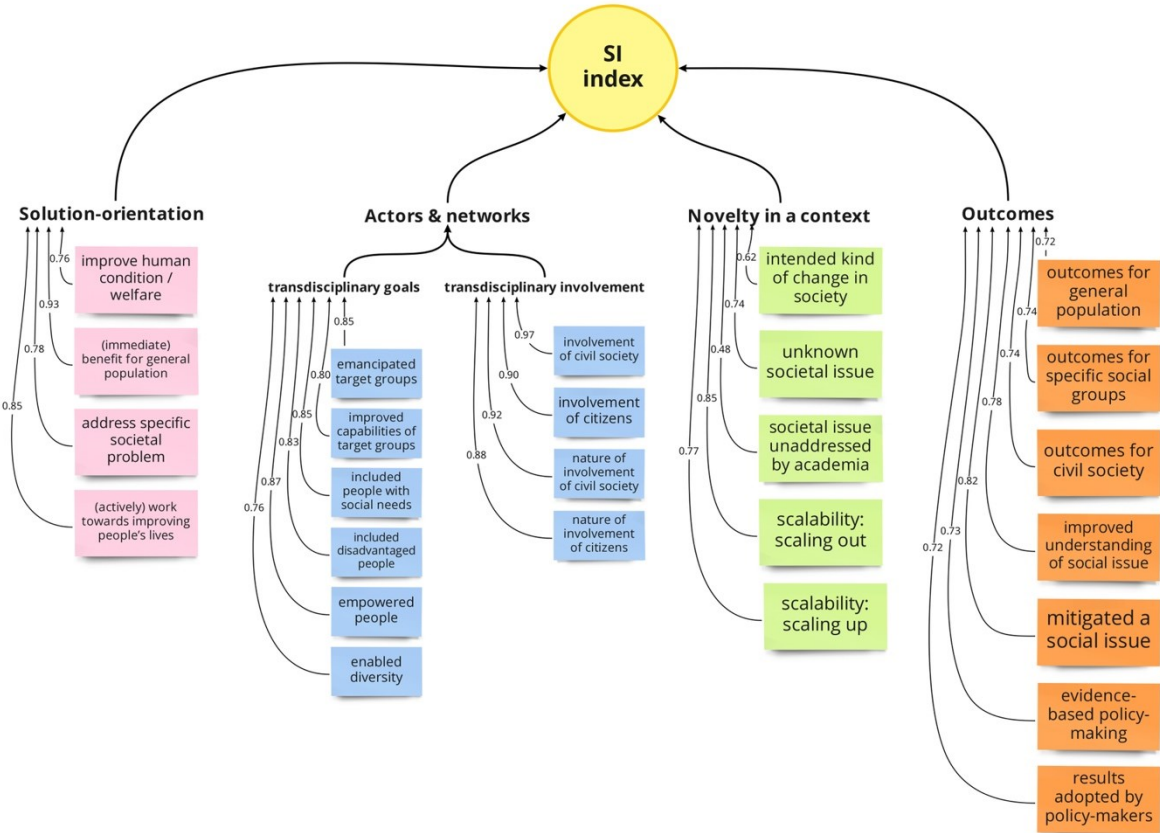 SI
index
Solution-orientation
0.76
0.93
0.78
0.85
improve human
condition /
welfare
(immediate)
benefit for general
population
address specific
societal
problem
(actively) work
towards improving
people's lives
Actors & networks
transdisciplinary goals
0.85
0.80
0.85
0.83
0.87
0.76
emancipated
target groups
improved
capabilities of
target groups
included
people with
social needs
included
disadvantaged
people
empowered
people
enabled
diversity
transdisciplinary involvement
0.97
0.90
0.92
0.88
involvement
of civil society
involvement
of citizens
nature of
involvement of
civil society
nature of
involvement
of citizens
Novelty in a context
0.62
0.74
0.48
0.85
0.77
intended kind
of change in
society
unknown
societal issue
societal issue
unaddressed
by academia
scalability:
scaling out
scalability:
scaling up
Outcomes
0.72
0.74
0.74
0.78
0.82
0.73
0.72
outcomes for
general
population
outcomes for
specific social
groups
outcomes for
civil society
improved
understanding
of social issue
mitigated a
social issue
evidence-
based policy-
making
results
adopted by
policy-makers